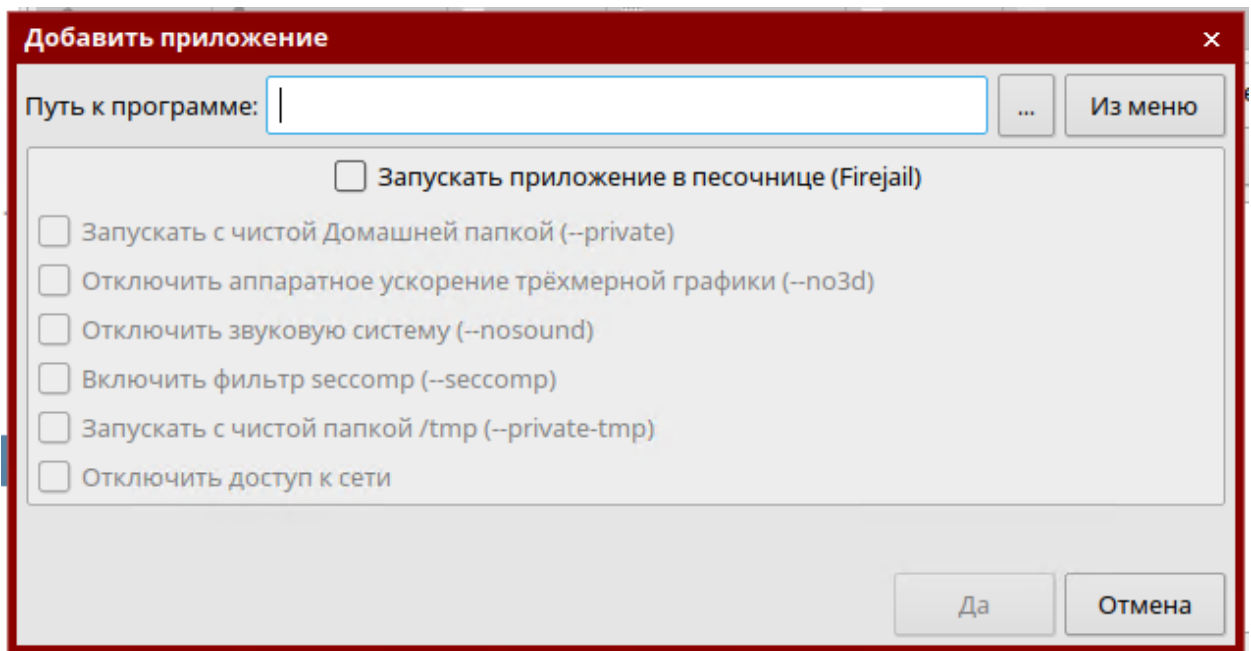 Добавить приложение ×
Путь к программе: ... Из меню
Запускать приложение в песочнице (Firejail)
Запускать с чистой Домашней папкой (--private)
Отключить аппаратное ускорение трёхмерной графики (--no3d)
Отключить звуковую систему (--nosound)
Включить фильтр seccomp (--seccomp)
Запускать с чистой папкой /tmp (--private-tmp)
Отключить доступ к сети
Да Отмена